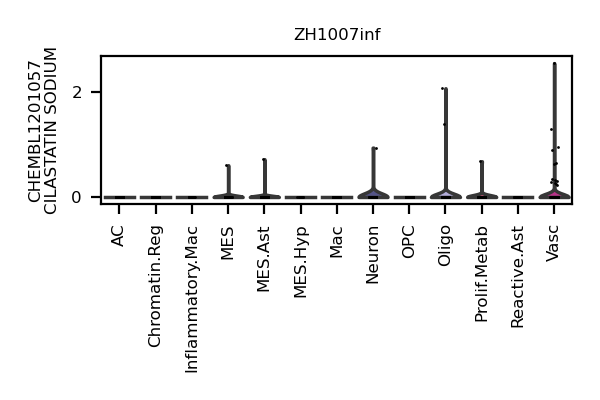 ZH1007inf
CHEMBL1201057
CILASTATIN SODIUM
2
0
AC
Chromatin.Reg
Inflammatory.Mac
MES
MES.Ast
MES.Hyp
Mac
Neuron
OPC
Oligo
Prolif.Metab
Reactive.Ast
Vasc